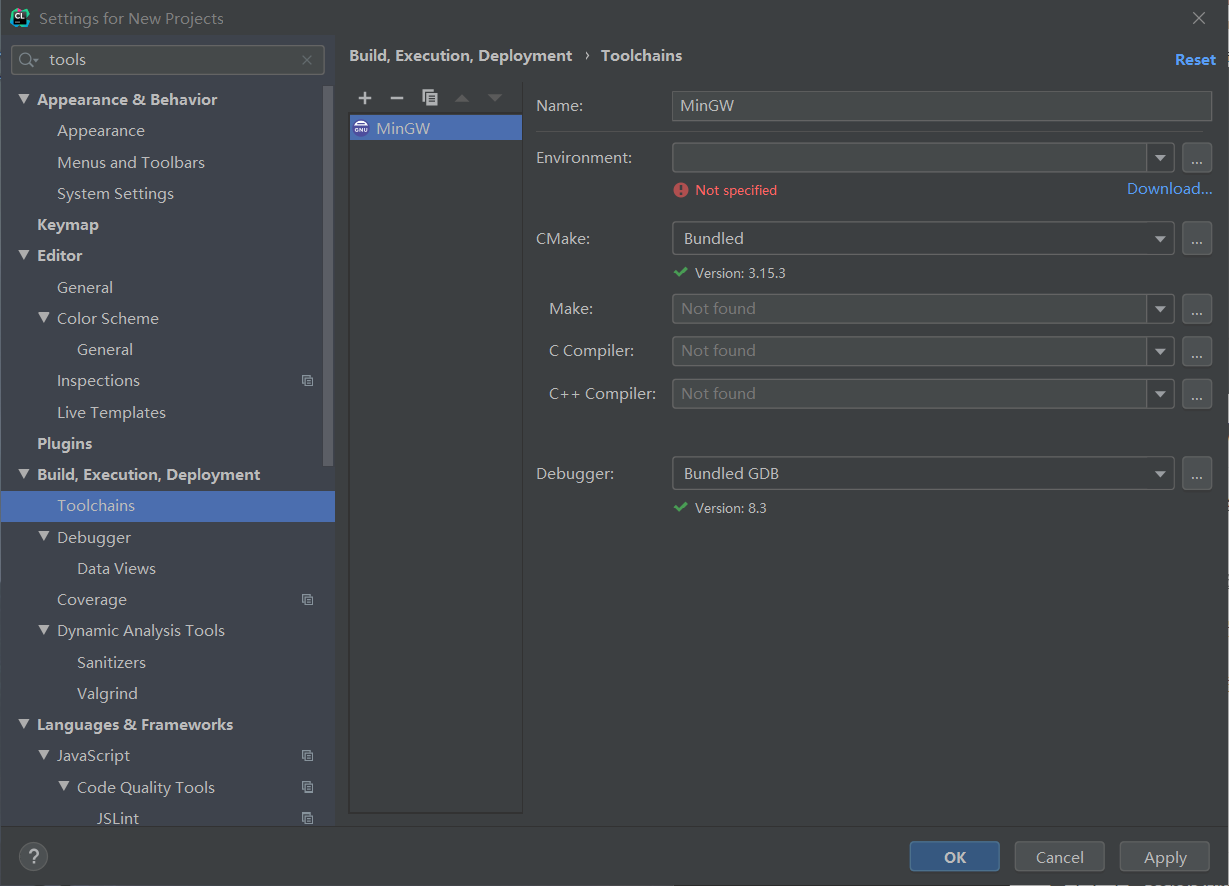 Settings for New Projects
tools
Appearance & Behavior
Appearance
Menus and Toolbars
System Settings
Keymap
Editor
General
Color Scheme
General
Inspections
Live Templates
Plugins
Build, Execution, Deployment
Toolchains
Debugger
Data Views
Coverage
Dynamic Analysis Tools
Sanitizers
Valgrind
Languages & Frameworks
JavaScript
Code Quality Tools
JSLint
Build, Execution, Deployment › Toolchains
Reset
MinGW
Name: MinGW
Environment:
...
Not specified
Download...
CMake: Bundled ...
Version: 3.15.3
Make: Not found ...
C Compiler: Not found ...
C++ Compiler: Not found ...
Debugger: Bundled GDB ...
Version: 8.3
?
OK Cancel Apply